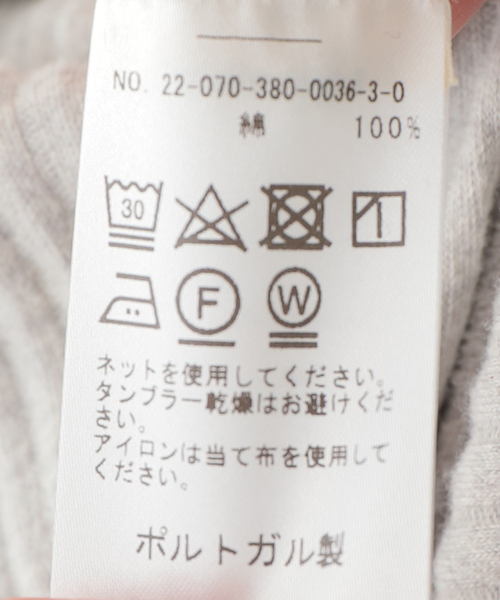 NO. 22-070-380-0036-3-0
綿 100%
30
F W
ネットを使用してください。
タンブラー乾燥はお避けくだ
さい。
アイロンは当て布を使用して
ください。
ポルトガル製